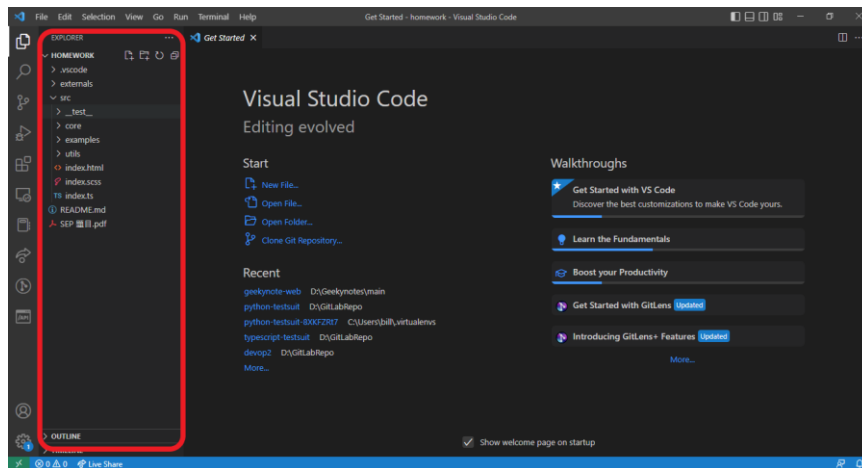 File Edit Selection View Go Run Terminal Help
Get Started - homework - Visual Studio Code
EXPLORER
HOMEWORK
.vscode
externals
src
__test__
core
examples
utils
index.html
index.scss
TS index.ts
README.md
SEP 題目.pdf
OUTLINE
Get Started
Visual Studio Code
Editing evolved
Start
New File...
Open File...
Open Folder...
Clone Git Repository...
Recent
geekynote-web D:\Geekynotes\main
python-testsuit D:\GitLabRepo
python-testsuit-8XKFZRt7 C:\Users\bill\.virtualenvs
typescript-testsuit D:\GitLabRepo
devop2 D:\GitLabRepo
More...
Walkthroughs
Get Started with VS Code
Discover the best customizations to make VS Code yours.
Learn the Fundamentals
Boost your Productivity
Get Started with GitLens Updated
Introducing GitLens+ Features Updated
More...
Show welcome page on startup
0 0 Live Share